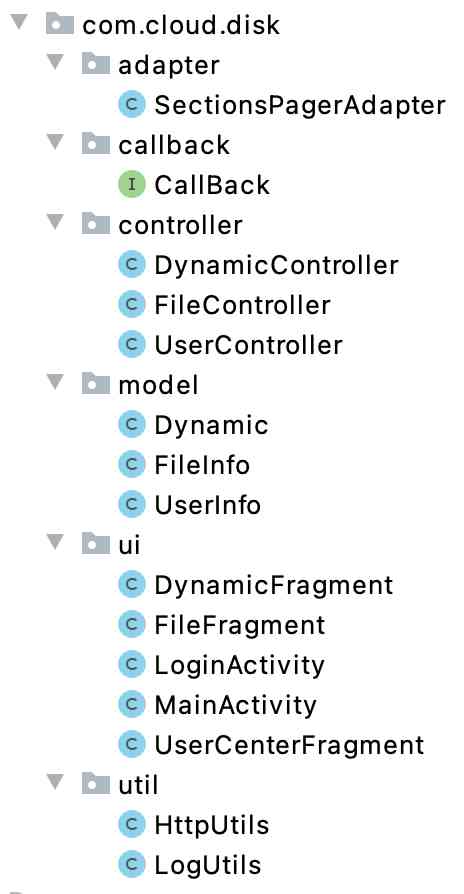 com.cloud.disk
adapter
C SectionsPagerAdapter
callback
I CallBack
controller
C DynamicController
C FileController
C UserController
model
C Dynamic
C FileInfo
C UserInfo
ui
C DynamicFragment
C FileFragment
C LoginActivity
C MainActivity
C UserCenterFragment
util
C HttpUtils
C LogUtils